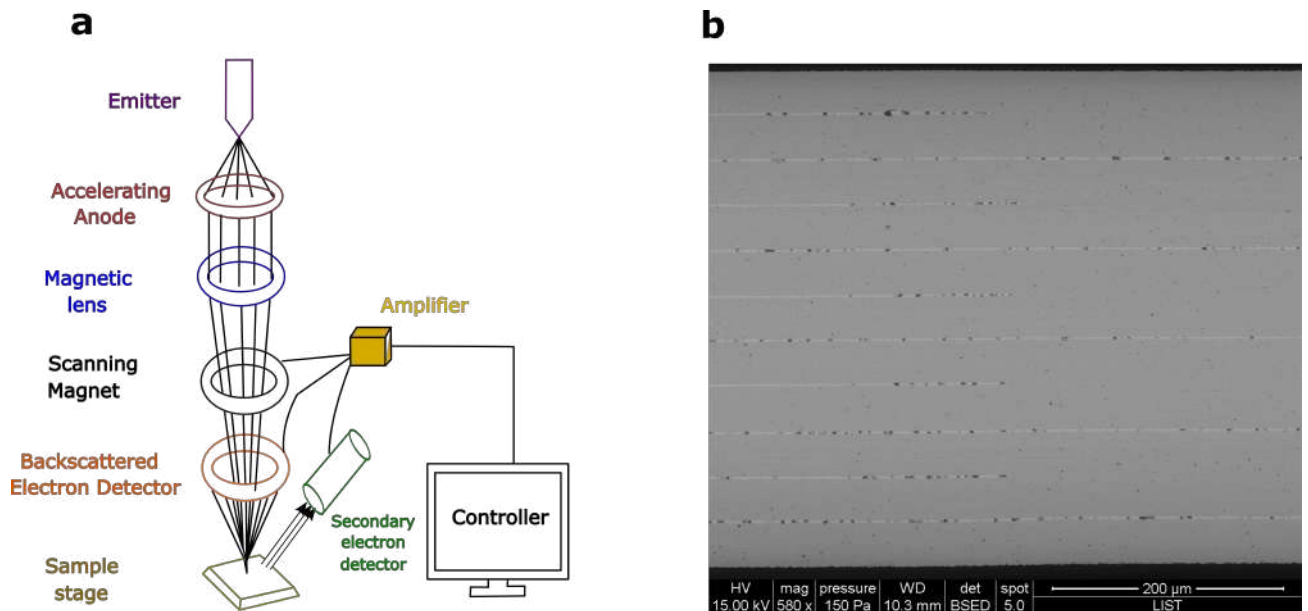 a
Emitter
Accelerating
Anode
Magnetic
lens
Amplifier
Scanning
Magnet
Backscattered
Electron Detector
Secondary
electron
detector
Controller
Sample
stage
b
HV mag pressure WD det spot 200 µm
15.00 kV 580 x 150 Pa 10.3 mm BSED 5.0 LIST